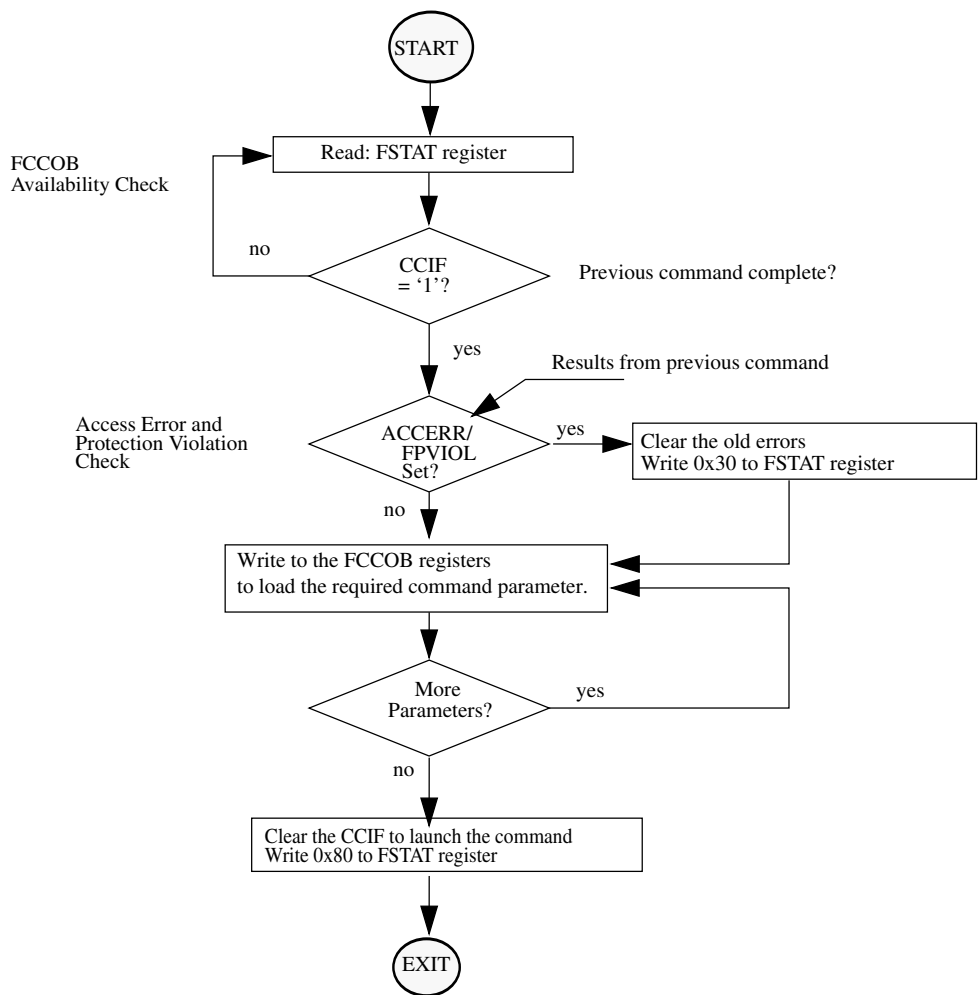 START
Read: FSTAT register
FCCOB
Availability Check
no
CCIF
= ‘1’?
Previous command complete?
yes
Results from previous command
Access Error and
Protection Violation
Check
ACCERR/
FPVIOL
Set?
yes
Clear the old errors
Write 0x30 to FSTAT register
no
Write to the FCCOB registers
to load the required command parameter.
More
Parameters?
yes
no
Clear the CCIF to launch the command
Write 0x80 to FSTAT register
EXIT